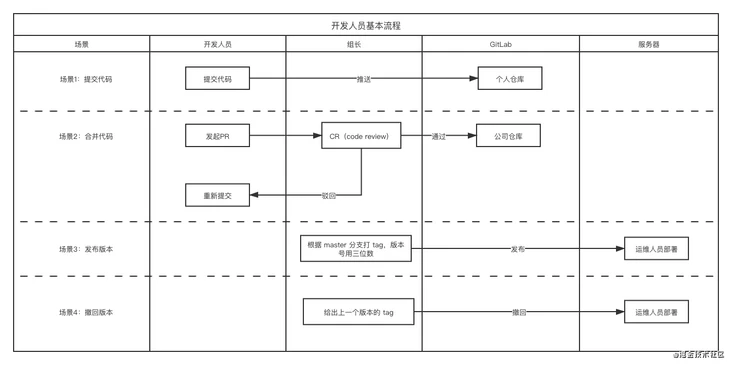 开发人员基本流程
场景
开发人员
组长
GitLab
服务器
场景1：提交代码
提交代码
推送
个人仓库
场景2：合并代码
发起PR
CR（code review）
通过
公司仓库
重新提交
驳回
场景3：发布版本
根据 master 分支打 tag，版本
号用三位数
发布
运维人员部署
场景4：撤回版本
给出上一个版本的 tag
撤回
运维人员部署
@掘金技术社区